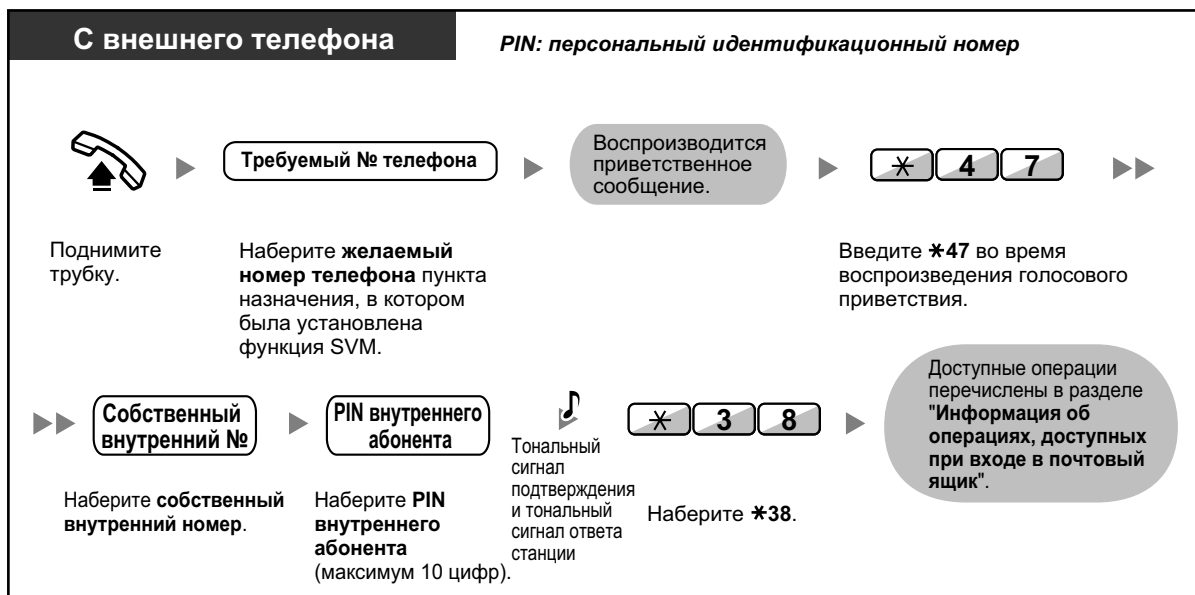 С внешнего телефона
PIN: персональный идентификационный номер
Требуемый № телефона
Воспроизводится
приветственное
сообщение.
✳ 4 7
Поднимите
трубку.
Наберите желаемый
номер телефона пункта
назначения, в котором
была установлена
функция SVM.
Введите ✳47 во время
воспроизведения голосового
приветствия.
Собственный
внутренний №
PIN внутреннего
абонента
Тональный
сигнал
подтверждения
и тональный
сигнал ответа
станции
✳ 3 8
Доступные операции
перечислены в разделе
"Информация об
операциях, доступных
при входе в почтовый
ящик".
Наберите собственный
внутренний номер.
Наберите PIN
внутреннего
абонента
(максимум 10 цифр).
Наберите ✳38.